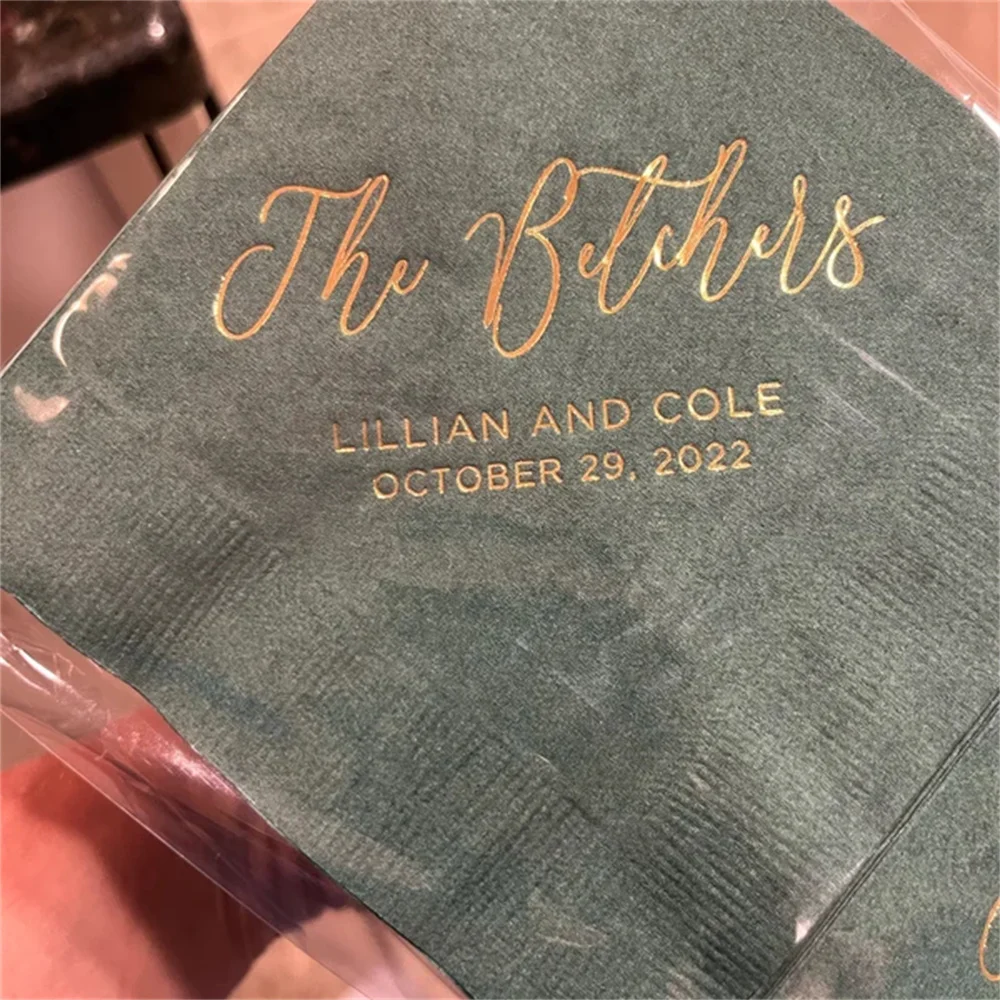 The Belchers
LILLIAN AND COLE
OCTOBER 29, 2022